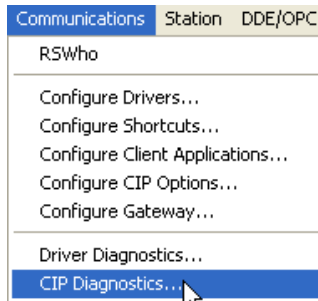 Communications Station DDE/OPC
RSWho
Configure Drivers...
Configure Shortcuts...
Configure Client Applications...
Configure CIP Options...
Configure Gateway...
Driver Diagnostics...
CIP Diagnostics...